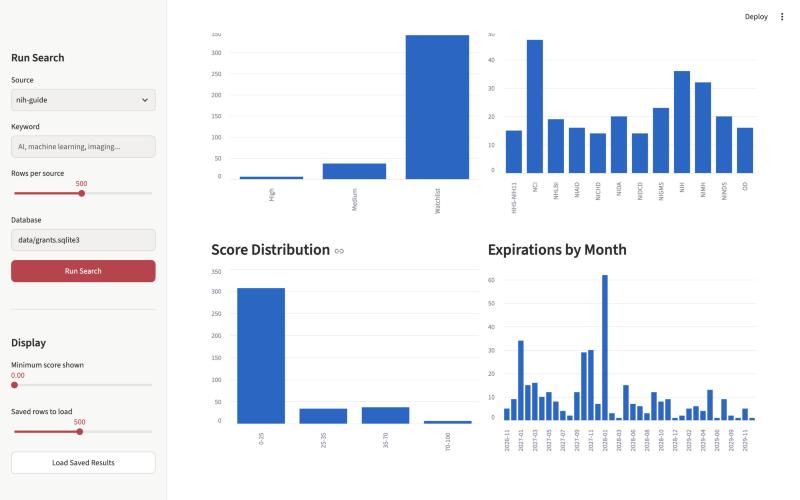 Deploy
Run Search
Source
nih-guide
Keyword
AI, machine learning, imaging...
Rows per source
500
Database
data/grants.sqlite3
Run Search
Display
Minimum score shown
0.00
Saved rows to load
500
Load Saved Results
350
300
250
200
150
100
50
0
High
Medium
Watchlist
50
40
30
20
10
0
HHS-NIH11
NCI
NHLBI
NIAID
NICHD
NIDA
NIDCD
NIGMS
NIH
NIMH
NINDS
OD
Score Distribution
350
300
250
200
150
100
50
0
0-25
25-35
35-70
70-100
Expirations by Month
60
50
40
30
20
10
0
2026-11
2027-01
2027-03
2027-05
2027-07
2027-09
2027-11
2028-01
2028-03
2028-06
2028-08
2028-10
2028-12
2029-02
2029-04
2029-06
2029-09
2029-11